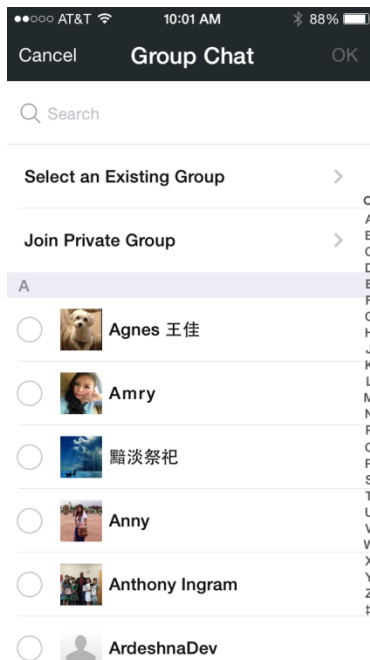 AT&T 10:01 AM 88%
Cancel Group Chat OK
Search
Select an Existing Group
Join Private Group
A
Agnes 王佳
Amry
黯淡祭祀
Anny
Anthony Ingram
ArdeshnaDev